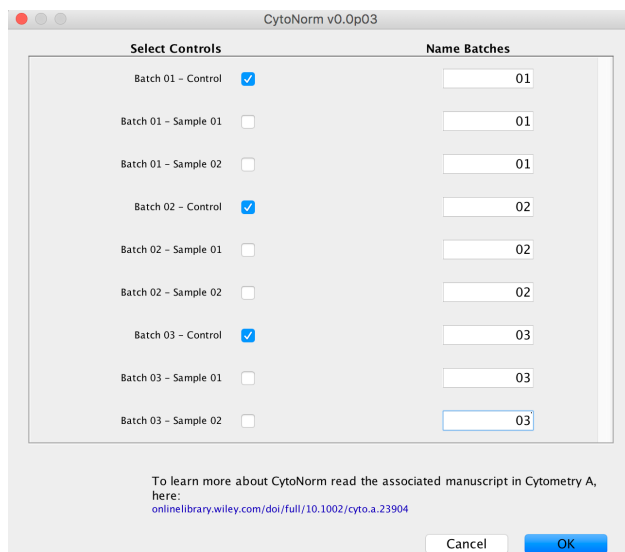 CytoNorm v0.0p03
Select Controls Name Batches
Batch 01 – Control 01
Batch 01 – Sample 01 01
Batch 01 – Sample 02 01
Batch 02 – Control 02
Batch 02 – Sample 01 02
Batch 02 – Sample 02 02
Batch 03 – Control 03
Batch 03 – Sample 01 03
Batch 03 – Sample 02 03
To learn more about CytoNorm read the associated manuscript in Cytometry A,
here:
onlinelibrary.wiley.com/doi/full/10.1002/cyto.a.23904
Cancel OK